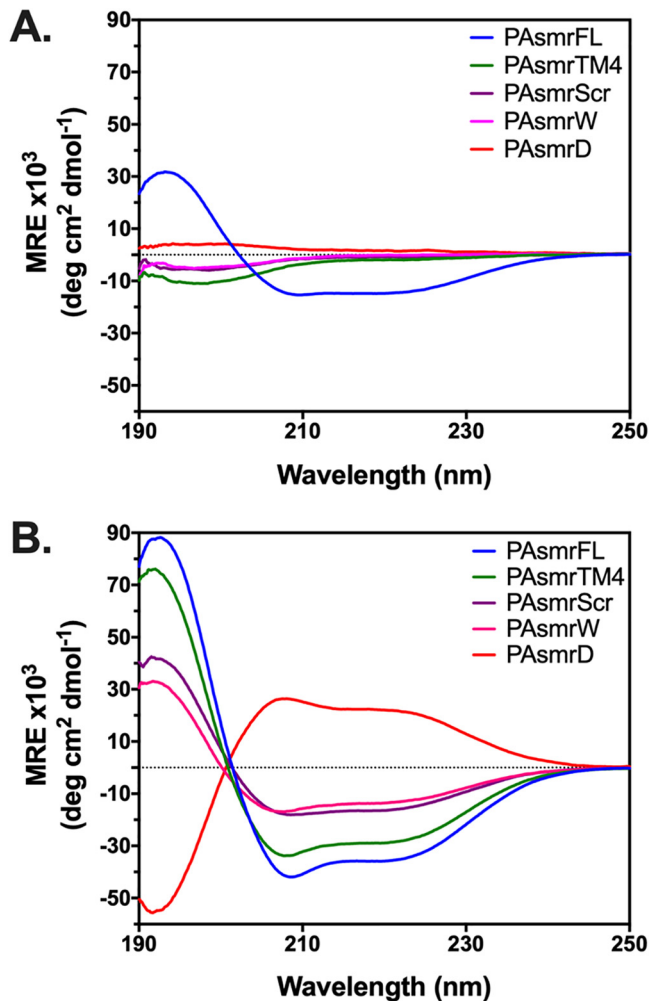 A.
90
70
50
30
10
-10
-30
-50
MRE x10³
(deg cm² dmol⁻¹)
PAsmrFL
PAsmrTM4
PAsmrScr
PAsmrW
PAsmrD
190
210
230
250
Wavelength (nm)
B.
90
70
50
30
10
-10
-30
-50
MRE x10³
(deg cm² dmol⁻¹)
PAsmrFL
PAsmrTM4
PAsmrScr
PAsmrW
PAsmrD
190
210
230
250
Wavelength (nm)